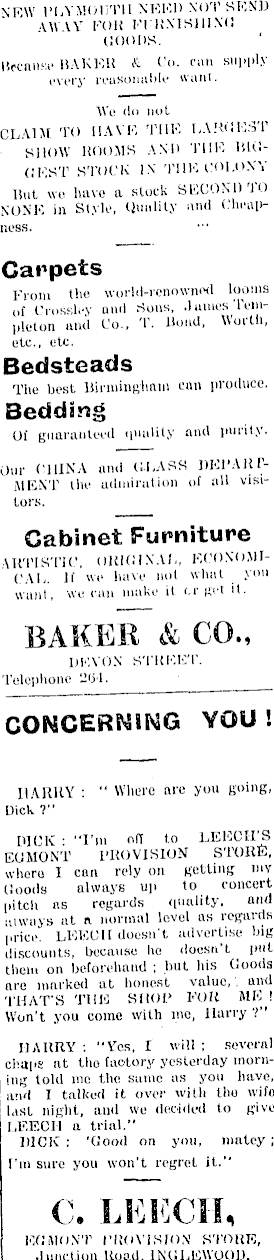 NEW PLYMOUTH NEED NOT SEND
AWAY FOR FURNISHING
GOODS.
Because BAKER & Co. can supply
every reasonable want.
We do not
CLAIM TO HAVE THE LARGEST
SHOW ROOMS AND THE BIG-
GEST STOCK IN THE COLONY
But we have a stock SECOND TO
NONE in Style, Quality and Cheap-
ness.
Carpets
From the world-renowned looms
of Crossley and Sons, James Tem-
pleton and Co., T. Bond, Worth,
etc., etc.
Bedsteads
The best Birmingham can produce.
Bedding
Of guaranteed quality and purity.
Our CHINA and GLASS DEPART-
MENT the admiration of all visi-
tors.
Cabinet Furniture
ARTISTIC, ORIGINAL, ECONOMI-
CAL. If we have not what you
want, we can make it or get it.
BAKER & CO.,
DEVON STREET.
Telephone 264.
CONCERNING YOU!
HARRY: "Where are you going,
Dick?"
DICK: "I'm off to LEECH'S
EGMONT PROVISION STORE,
where I can rely on getting my
Goods always up to concert
pitch as regards quality, and
always at a normal level as regards
price. LEECH doesn't advertise big
discounts, because he doesn't put
them on beforehand; but his Goods
are marked at honest value, and
THAT'S THE SHOP FOR ME!
Won't you come with me, Harry?"
HARRY: "Yes, I will; several
chaps at the factory yesterday morn-
ing told me the same as you have,
and I talked it over with the wife
last night, and we decided to give
LEECH a trial."
DICK: 'Good on you, matey;
I'm sure you won't regret it."
C. LEECH,
EGMONT PROVISION STORE,
Junction Road, INGLEWOOD.